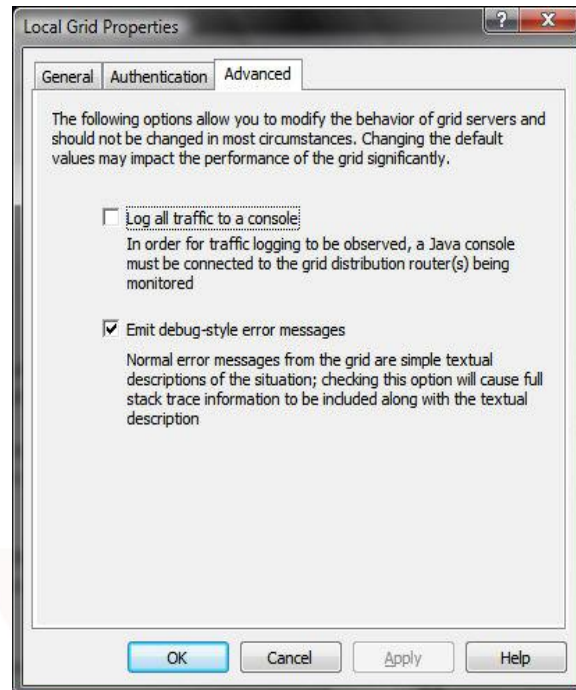 Local Grid Properties
?
X
General
Authentication
Advanced
The following options allow you to modify the behavior of grid servers and
should not be changed in most circumstances. Changing the default
values may impact the performance of the grid significantly.
Log all traffic to a console
In order for traffic logging to be observed, a Java console
must be connected to the grid distribution router(s) being
monitored
Emit debug-style error messages
Normal error messages from the grid are simple textual
descriptions of the situation; checking this option will cause full
stack trace information to be included along with the textual
description
OK
Cancel
Apply
Help